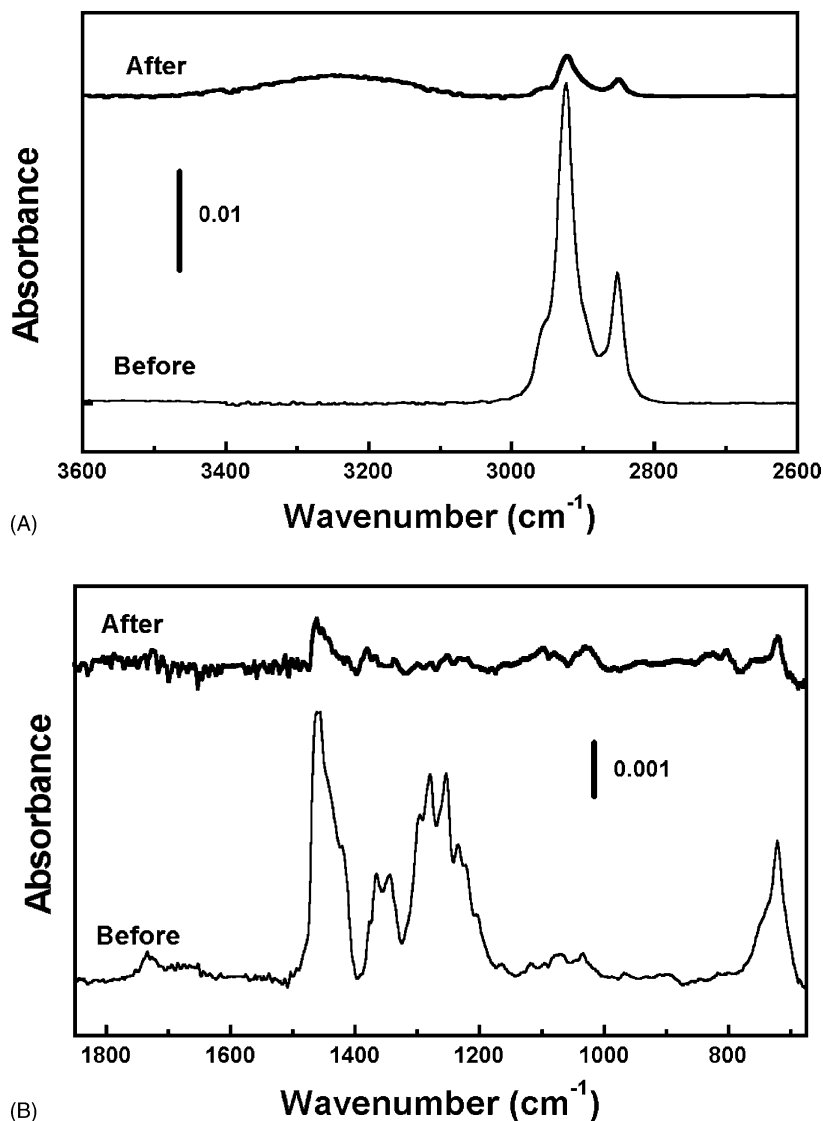 After
0.01
Before
Absorbance
3600 3400 3200 3000 2800 2600
Wavenumber (cm⁻¹)
(A)
After
0.001
Before
Absorbance
1800 1600 1400 1200 1000 800
Wavenumber (cm⁻¹)
(B)